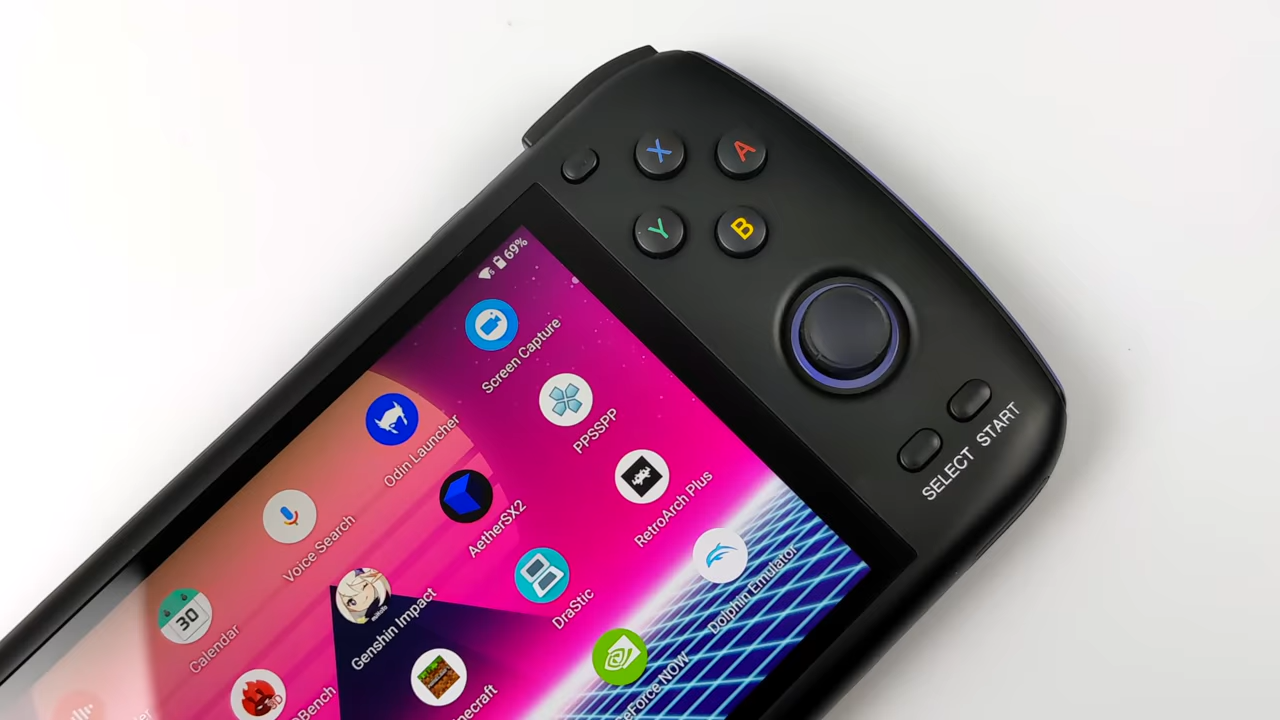 X
A
Y
B
69%
Screen Capture
Odin Launcher
PPSSPP
Voice Search
AetherSX2
RetroArch Plus
30
Calendar
Genshin Impact
DraStic
Dolphin Emulator
3D
SELECT START